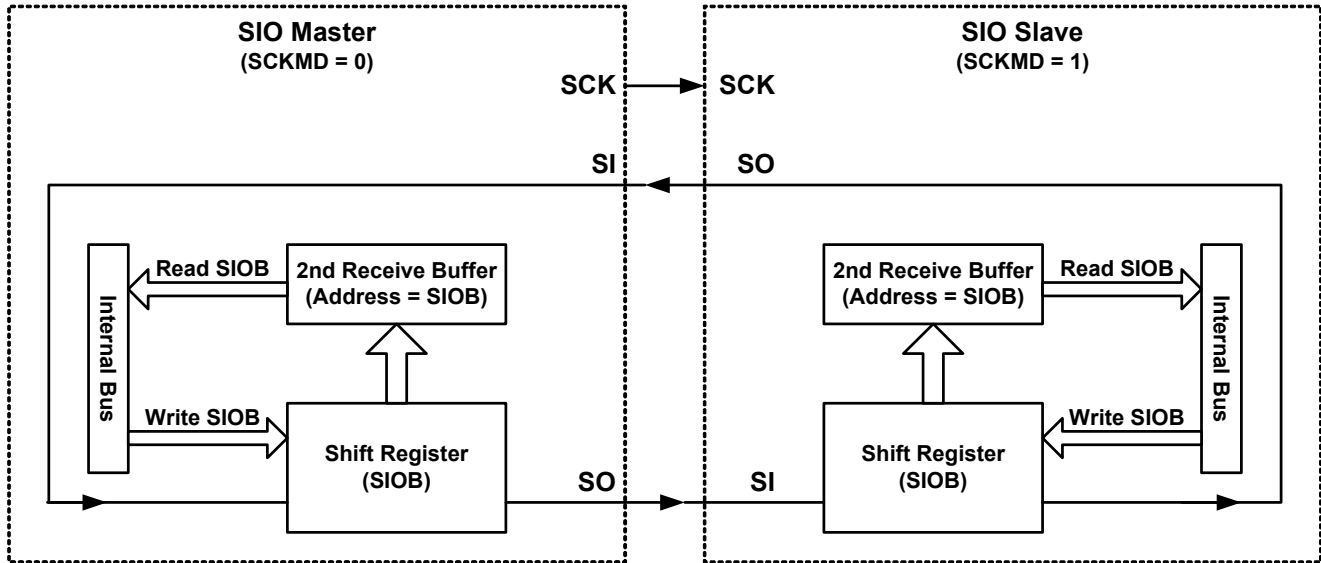 SIO Master
(SCKMD = 0)
SCK
SI
Read SIOB
2nd Receive Buffer
(Address = SIOB)
Internal Bus
Write SIOB
Shift Register
(SIOB)
SO
SIO Slave
(SCKMD = 1)
SCK
SO
2nd Receive Buffer
(Address = SIOB)
Read SIOB
Internal Bus
Write SIOB
Shift Register
(SIOB)
SI